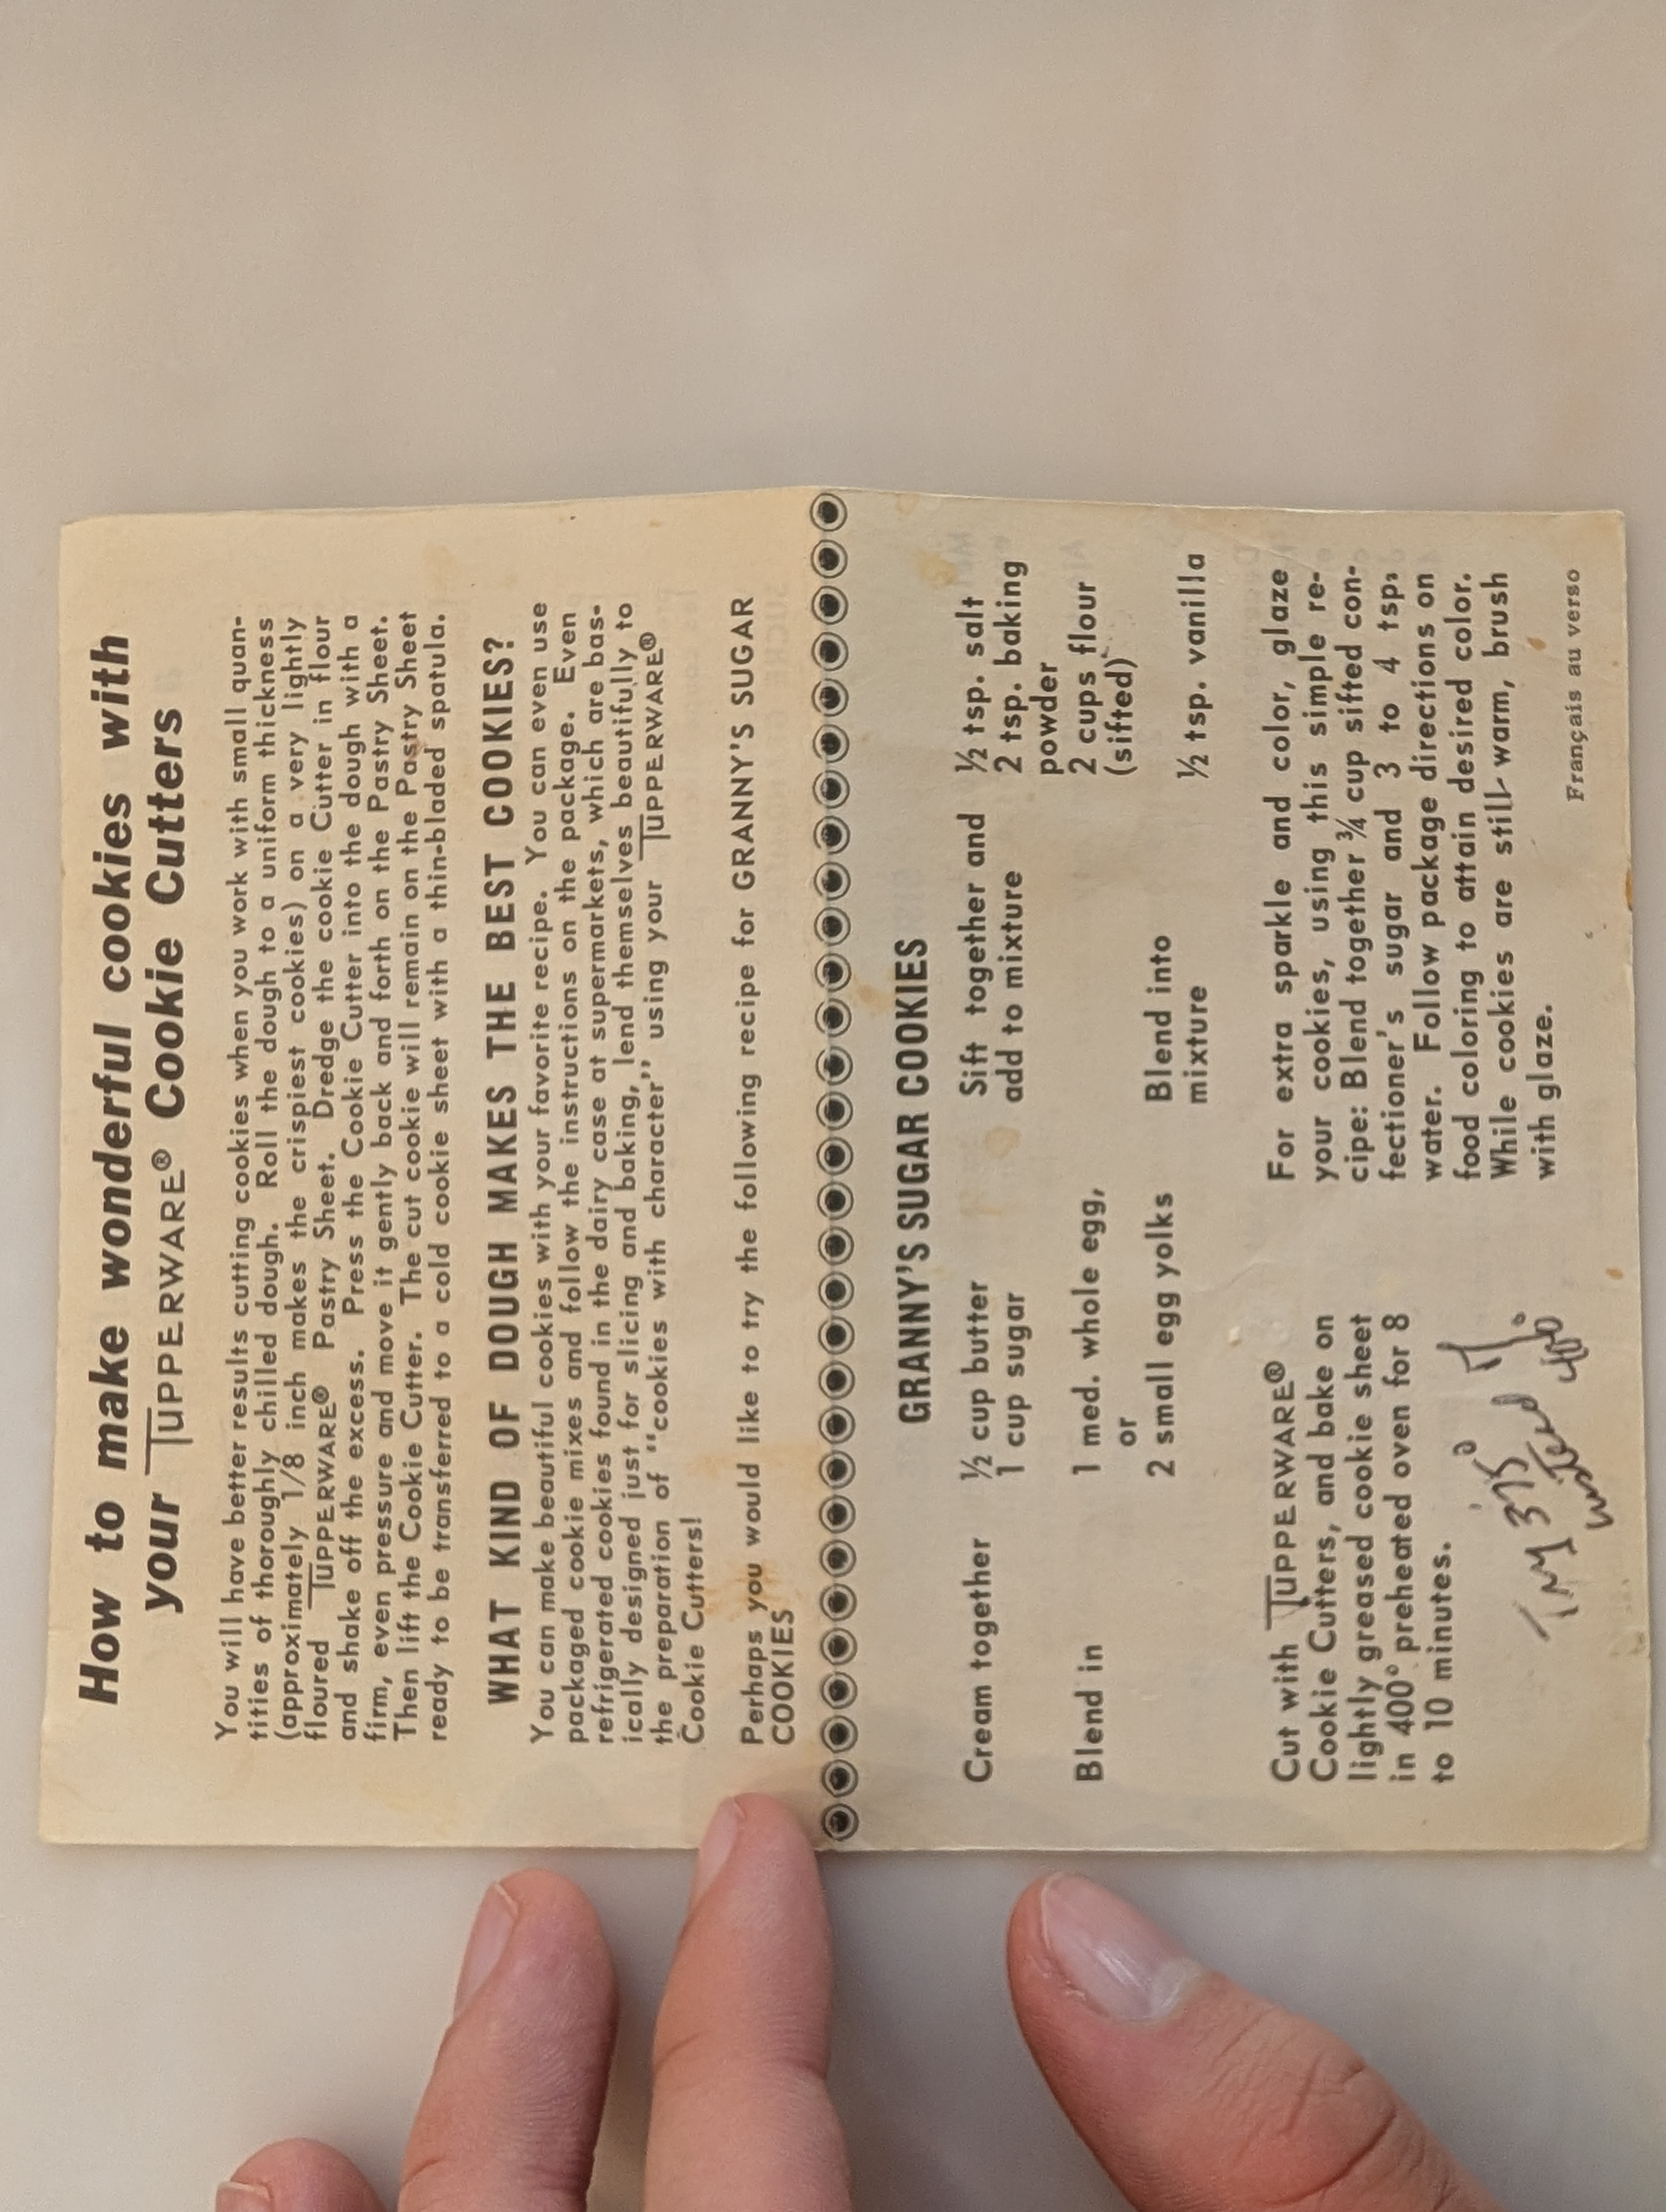 How to make wonderful cookies with
your TUPPERWARE® Cookie Cutters
You will have better results cutting cookies when you work with small quan-
tities of thoroughly chilled dough. Roll the dough to a uniform thickness
(approximately 1/8 inch makes the crispiest cookies) on a very lightly
floured TUPPERWARE® Pastry Sheet. Dredge the cookie Cutter in flour
and shake off the excess. Press the Cookie Cutter into the dough with a
firm, even pressure and move it gently back and forth on the Pastry Sheet.
Then lift the Cookie Cutter. The cut cookie will remain on the Pastry Sheet
ready to be transferred to a cold cookie sheet with a thin-bladed spatula.
WHAT KIND OF DOUGH MAKES THE BEST COOKIES?
You can make beautiful cookies with your favorite recipe. You can even use
packaged cookie mixes and follow the instructions on the package. Even
refrigerated cookies found in the dairy case at supermarkets, which are bas-
ically designed just for slicing and baking, lend themselves beautifully to
the preparation of "cookies with character" using your TUPPERWARE®
Cookie Cutters!
Perhaps you would like to try the following recipe for GRANNY'S SUGAR
COOKIES
GRANNY'S SUGAR COOKIES
Cream together
½ cup butter
1 cup sugar
Blend in
1 med. whole egg,
or
2 small egg yolks
Sift together and
add to mixture
½ tsp. salt
2 tsp. baking
powder
2 cups flour
(sifted)
Blend into
mixture
½ tsp. vanilla
Cut with TUPPERWARE®
Cookie Cutters, and bake on
lightly greased cookie sheet
in 400° preheated oven for 8
to 10 minutes.
Try 375°
instead of
400
For extra sparkle and color, glaze
your cookies, using this simple re-
cipe: Blend together ¾ cup sifted con-
fectioner's sugar and 3 to 4 tsp.
water. Follow package directions on
food coloring to attain desired color.
While cookies are still warm, brush
with glaze.
Français au verso